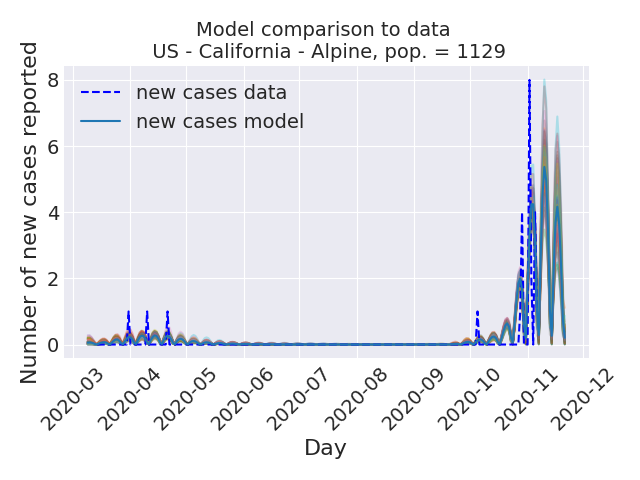 Model comparison to data
US - California - Alpine, pop. = 1129
Number of new cases reported
8
6
4
2
0
new cases data
new cases model
2020-03
2020-04
2020-05
2020-06
2020-07
2020-08
2020-09
2020-10
2020-11
2020-12
Day